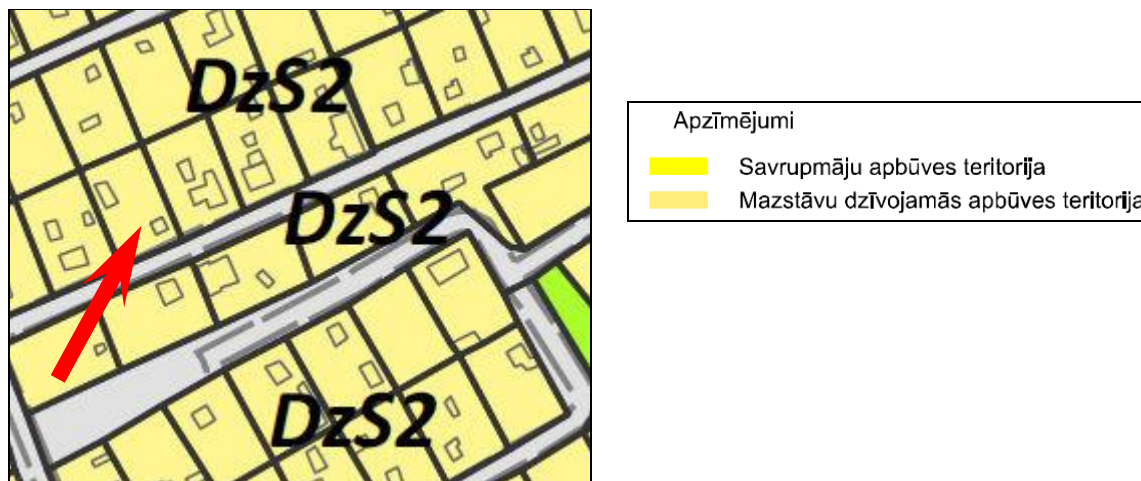 DzS2
DzS2
DzS2
Apzīmējumi
Savrupmāju apbūves teritorija
Mazstāvu dzīvojamās apbūves teritorija